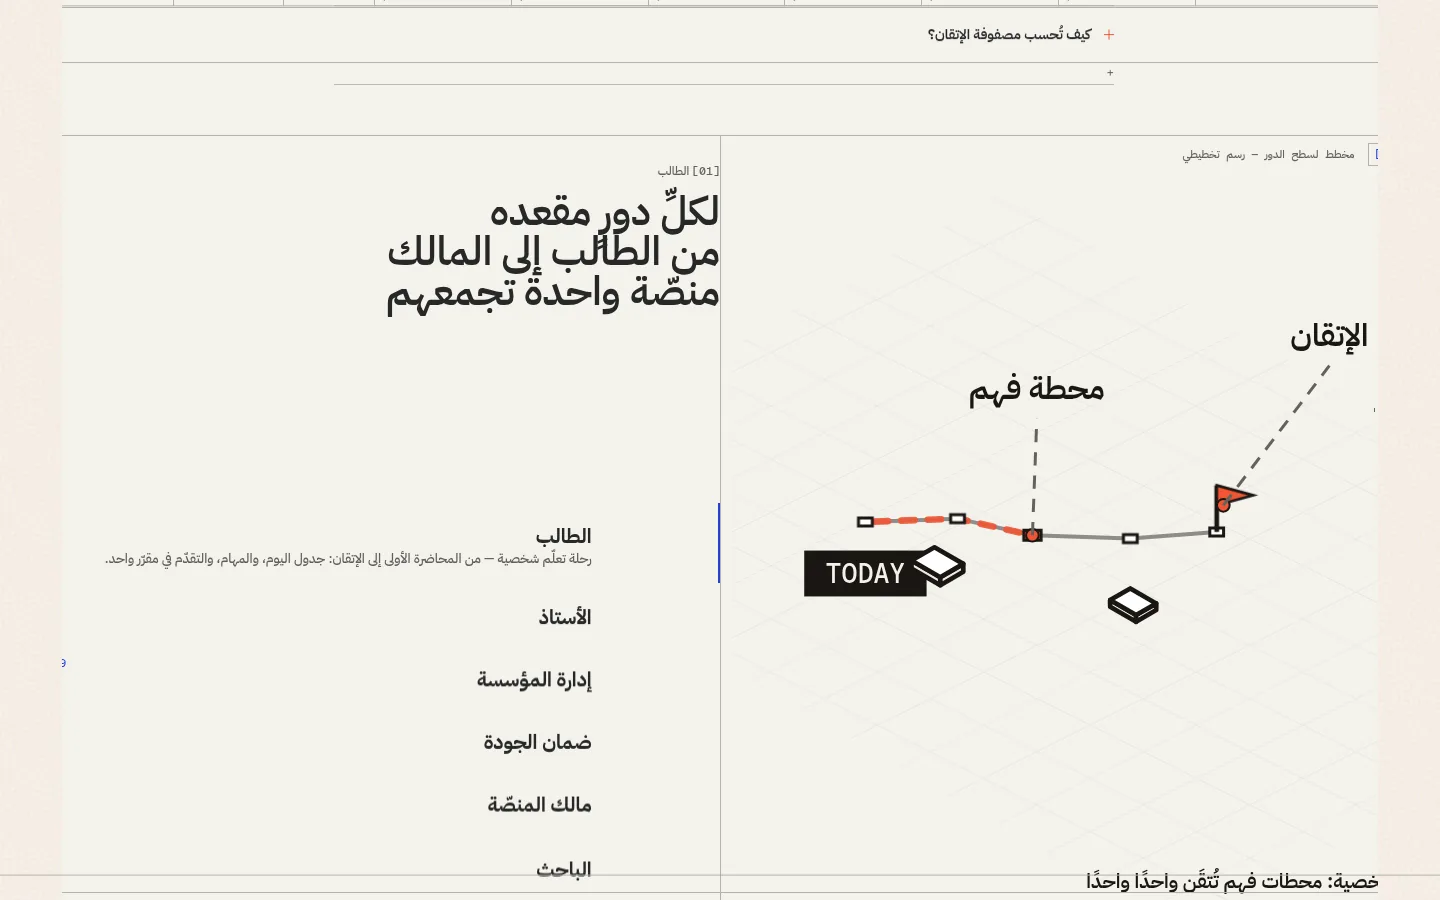 + كيف تُحسب مصفوفة الإتقان؟
+
مخطط لسطح الدور — رسم تخطيطي
الإتقان
محطة فهم
TODAY
[01] الطالب
لكلِّ دورٍ مقعده
من الطالب إلى المالك
منصّة واحدة تجمعهم
الطالب
رحلة تعلّم شخصية — من المحاضرة الأولى إلى الإتقان: جدول اليوم، والمهام، والتقدّم في مقرّر واحد.
الأستاذ
إدارة المؤسسة
ضمان الجودة
مالك المنصّة
الباحث
محطات فهم تُتقَن واحدًا واحدًا